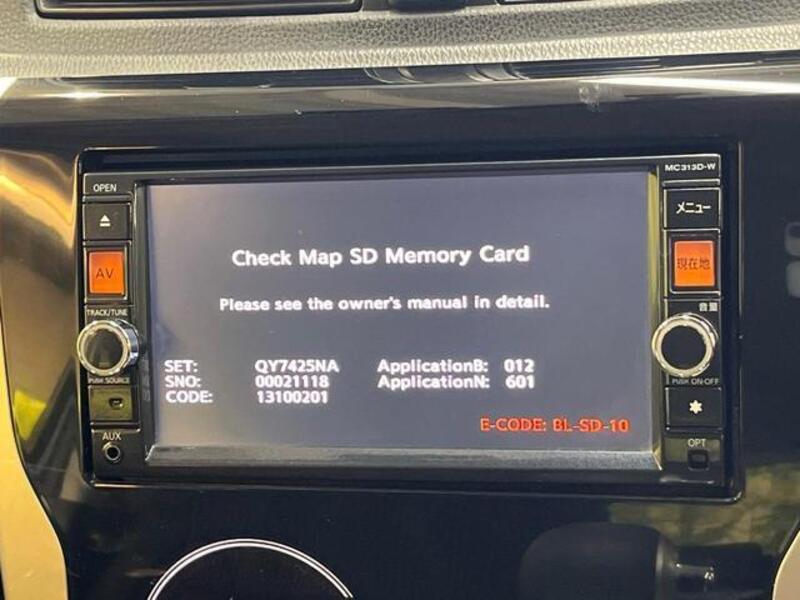 MC313D-W
OPEN
メニュー
AV
現在地
Check Map SD Memory Card
Please see the owner's manual in detail.
TRACK/TUNE
音量
SET: QY7425NA ApplicationB: 012
SNO: 00021118 ApplicationN: 601
CODE: 13100201
PUSH SOURCE
PUSH ON·OFF
E-CODE: BL-SD-10
AUX
OPT